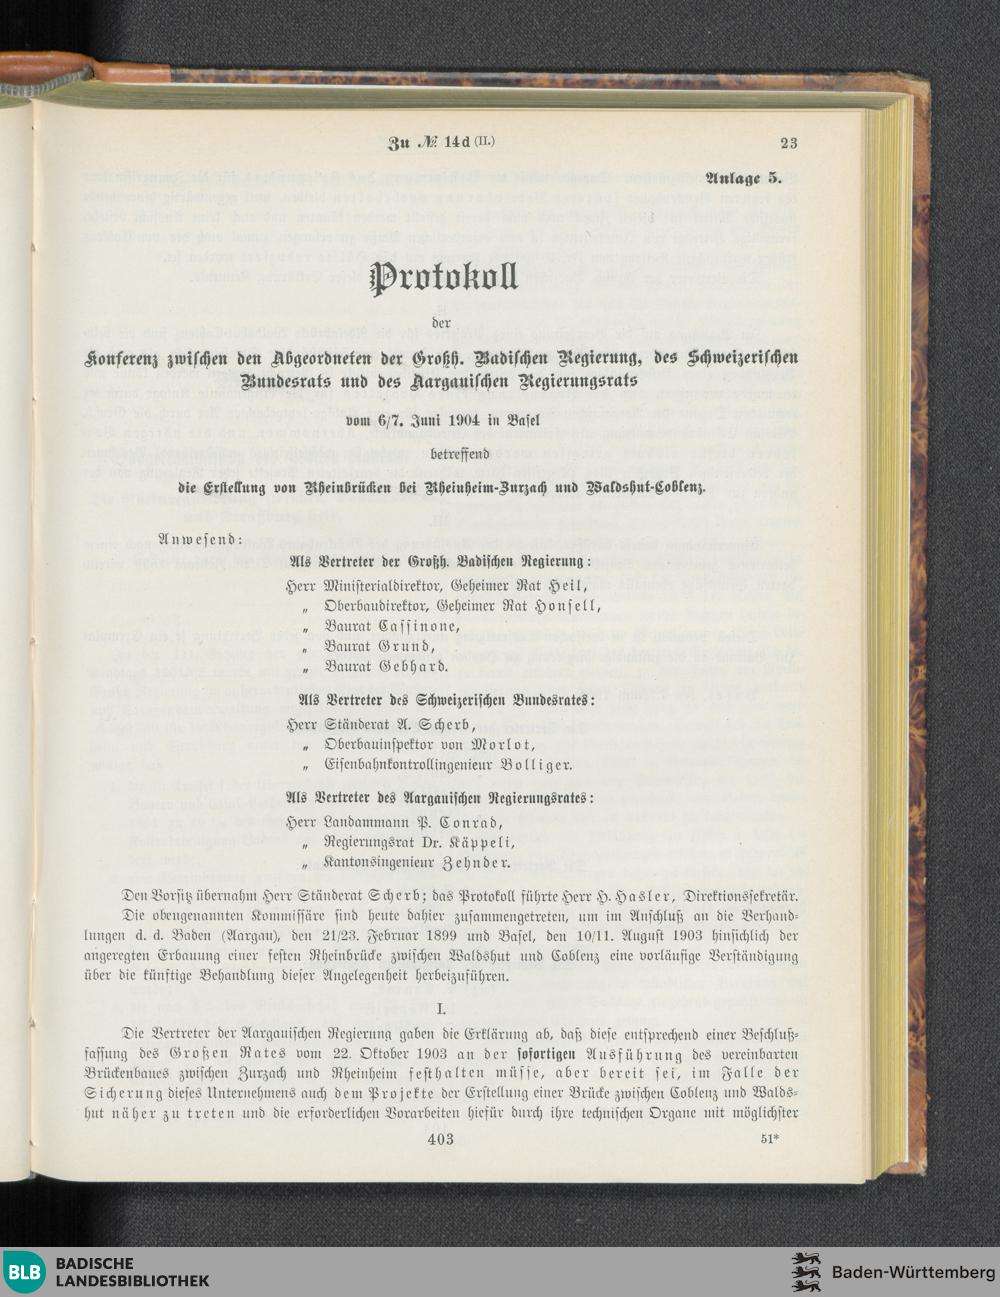 Zu № 14d (II.)
23
Anlage 5.
Protokoll
der
Konferenz zwischen den Abgeordneten der Großh. Badischen Regierung, des Schweizerischen
Bundesrats und des Aargauischen Regierungsrats
vom 6/7. Juni 1904 in Basel
betreffend
die Erstellung von Rheinbrücken bei Rheinheim-Zurzach und Waldshut-Coblenz.
Anwesend:
Als Vertreter der Großh. Badischen Regierung:
Herr Ministerialdirektor, Geheimer Rat Heil,
„ Oberbaudirektor, Geheimer Rat Honsell,
„ Baurat Cassinone,
„ Baurat Grund,
„ Baurat Gebhard.
Als Vertreter des Schweizerischen Bundesrates:
Herr Ständerat A. Scherb,
„ Oberbauinspektor von Morlot,
„ Eisenbahnkontrollingenieur Bolliger.
Als Vertreter des Aargauischen Regierungsrates:
Herr Landammann P. Conrad,
„ Regierungsrat Dr. Käppeli,
„ Kantonsingenieur Zehnder.
Den Vorsitz übernahm Herr Ständerat Scherb; das Protokoll führte Herr H. Hasler, Direktionssekretär.
Die obengenannten Kommissäre sind heute dahier zusammengetreten, um im Anschluß an die Verhand-
lungen d. d. Baden (Aargau), den 21/23. Februar 1899 und Basel, den 10/11. August 1903 hinsichlich der
angeregten Erbauung einer festen Rheinbrücke zwischen Waldshut und Coblenz eine vorläufige Verständigung
über die künftige Behandlung dieser Angelegenheit herbeizuführen.
I.
Die Vertreter der Aargauischen Regierung gaben die Erklärung ab, daß diese entsprechend einer Beschluß-
fassung des Großen Rates vom 22. Oktober 1903 an der sofortigen Ausführung des vereinbarten
Brückenbaues zwischen Zurzach und Rheinheim festhalten müsse, aber bereit sei, im Falle der
Sicherung dieses Unternehmens auch dem Projekte der Erstellung einer Brücke zwischen Coblenz und Walds-
hut näher zu treten und die erforderlichen Vorarbeiten hiefür durch ihre technischen Organe mit möglichster
403
51*
BLB BADISCHE
LANDESBIBLIOTHEK
Baden-Württemberg